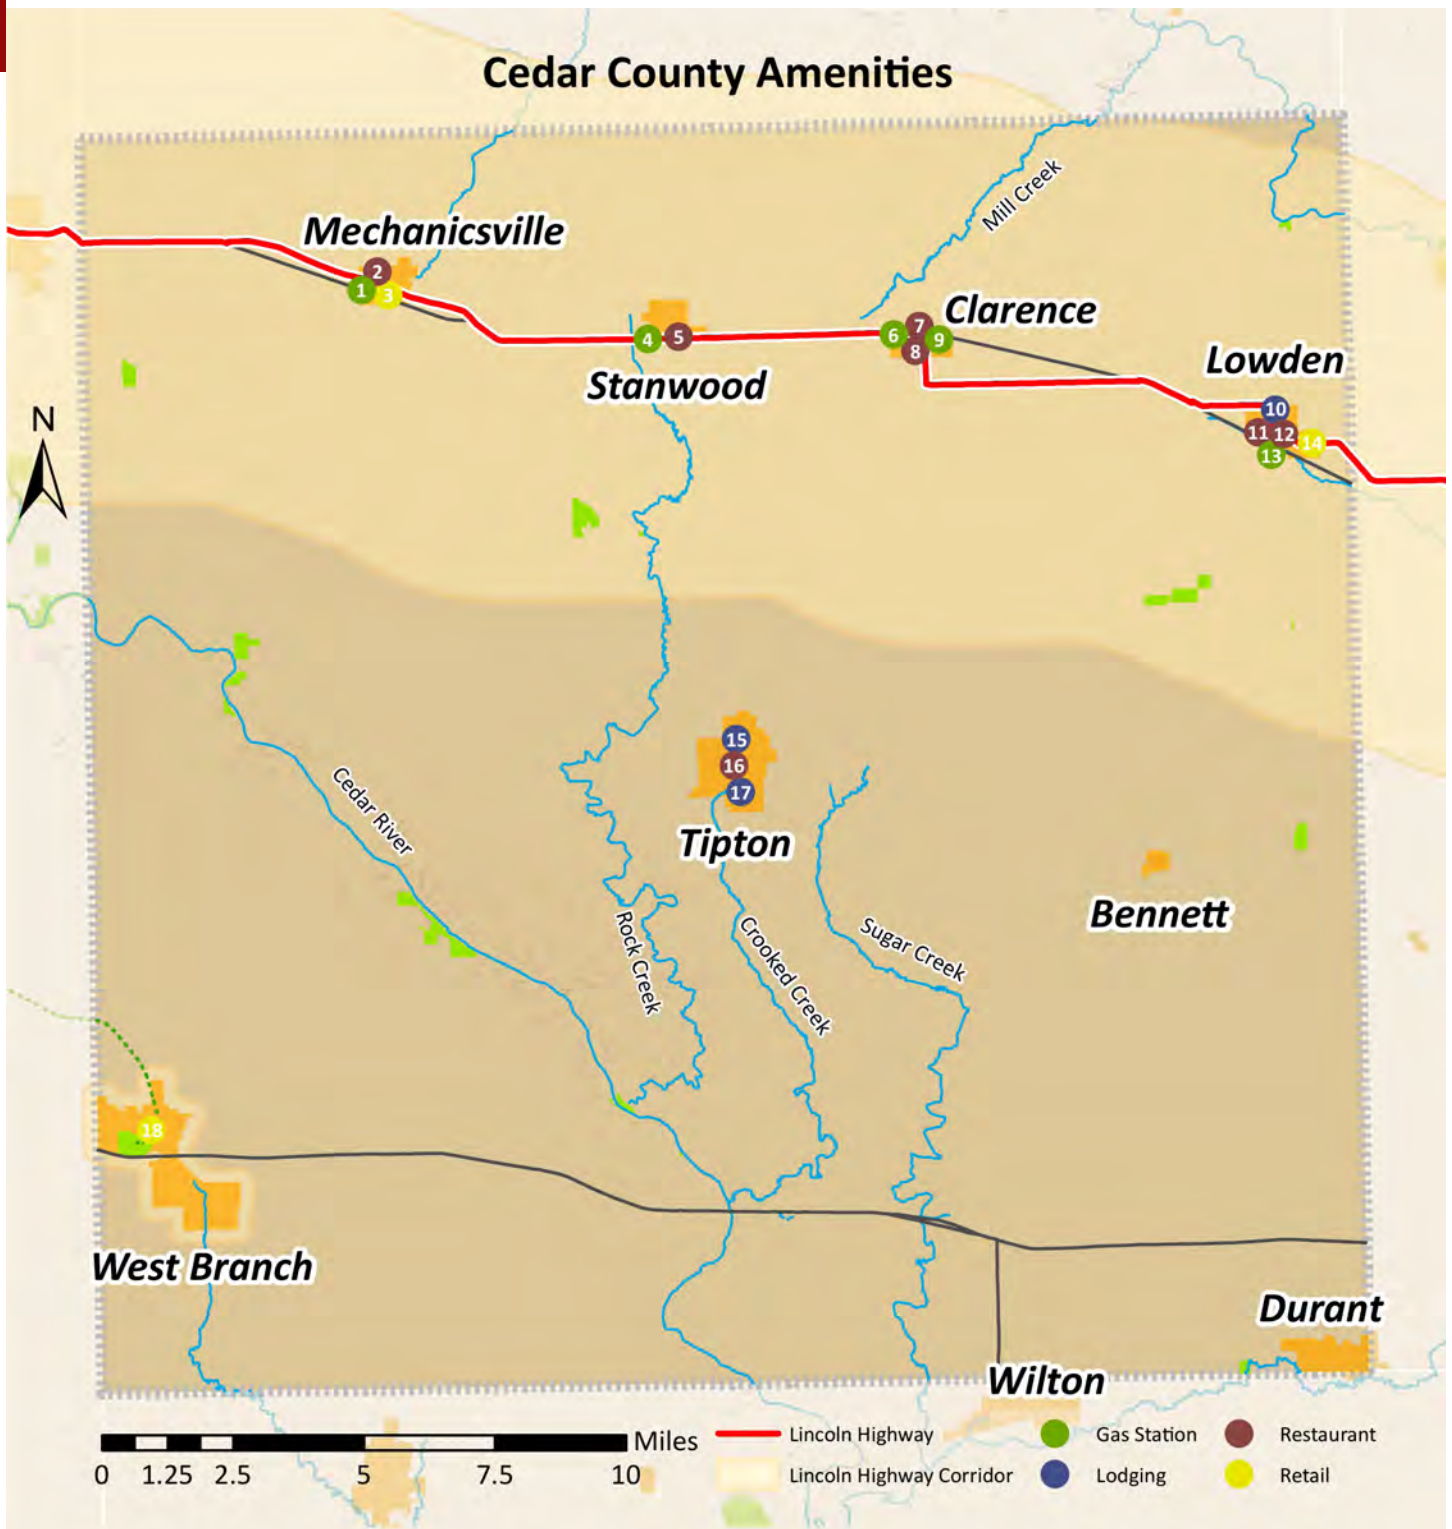 Cedar County Amenities
Mill Creek
Mechanicsville
2
1
3
Clarence
7
6
9
8
4
5
Stanwood
Lowden
10
11
12
14
13
N
15
16
17
Tipton
Cedar River
Rock Creek
Crooked Creek
Sugar Creek
Bennett
18
West Branch
Durant
Wilton
Miles
0 1.25 2.5 5 7.5 10
Lincoln Highway
Lincoln Highway Corridor
Gas Station
Lodging
Restaurant
Retail